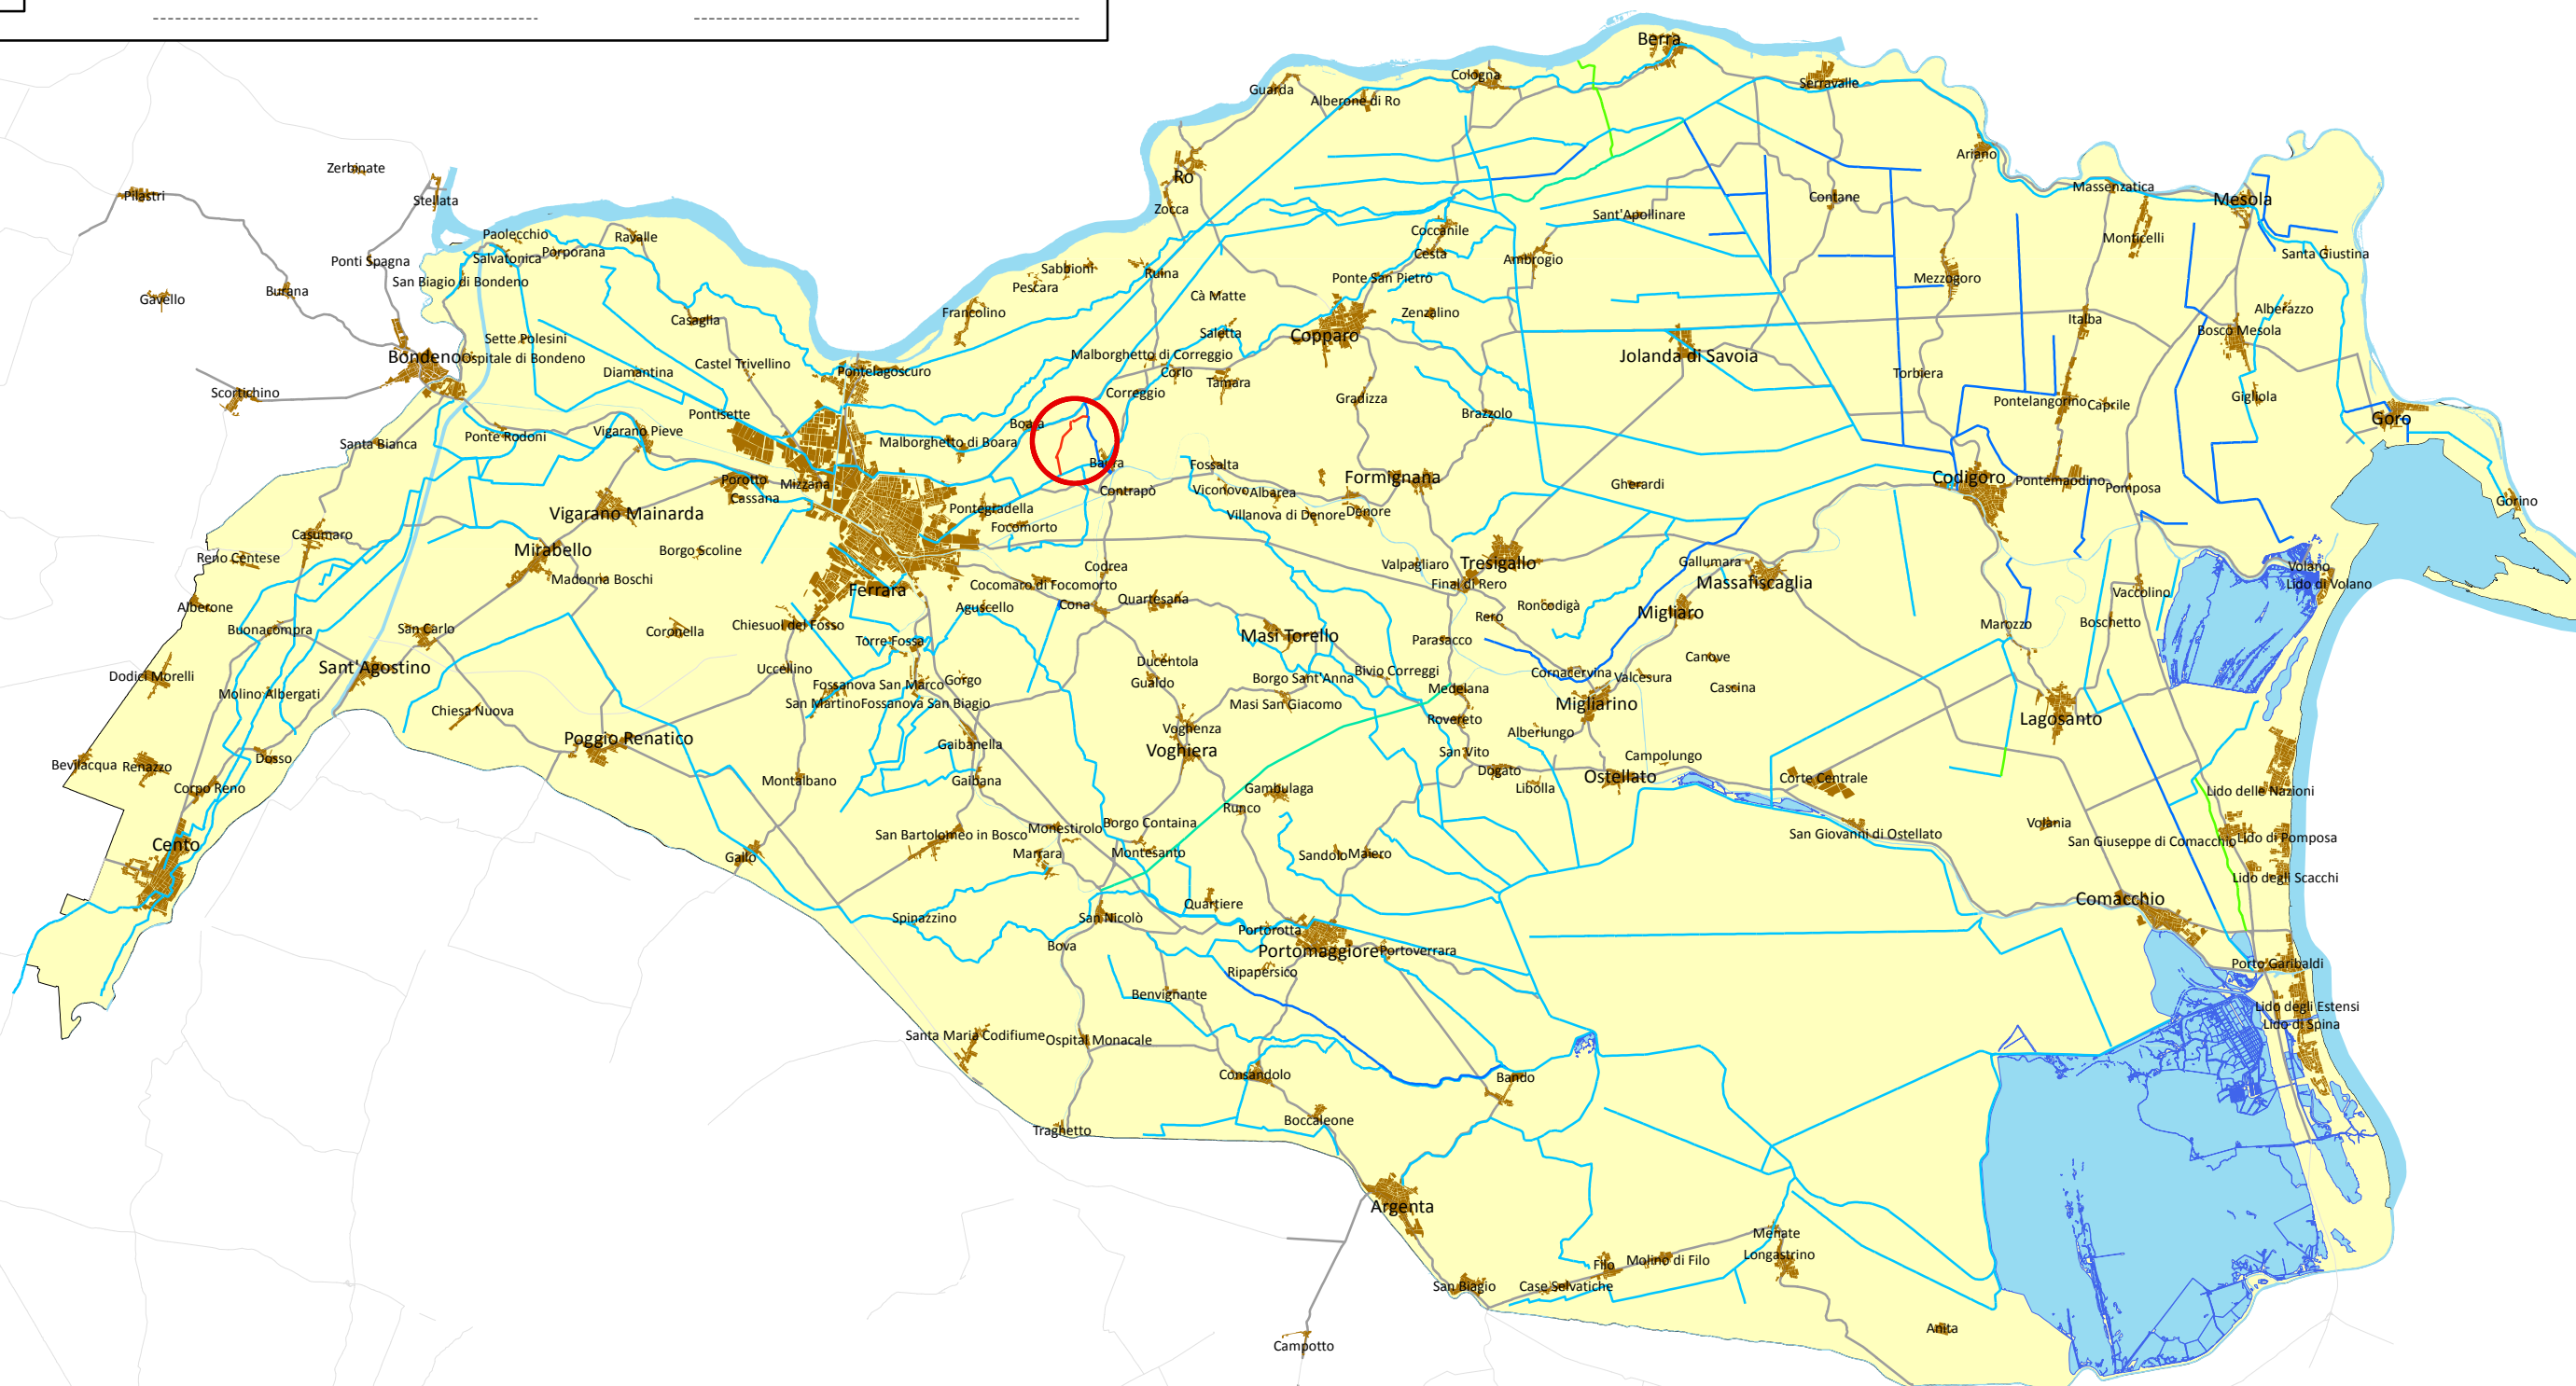 Berra
Cologna
Serravalle
Guarda
Alberone di Ro
Ariano
Zerbinate
Ro
Massenzatica
Pilastri
Stellata
Contane
Mesola
Zocca
Sant'Apollinare
Coccanile
Paolecchio
Ravalle
Monticelli
Porporana
Cesta
Santa Giustina
Salvatonica
Ambrogio
Ponti Spagna
Sabbioni
Ruina
Ponte San Pietro
Mezzogoro
San Biagio di Bondeno
Pescara
Burana
Cà Matte
Gavello
Alberazzo
Francolino
Zenzalino
Casaglia
Italba
Bosco Mesola
Saletta
Copparo
Sette Polesini
Malborghetto di Correggio
Jolanda di Savoia
Bondeno
Ospitale di Bondeno
Castel Trivellino
Diamantina
Pontelagoscuro
Corlo
Torbiera
Tamara
Scortichino
Correggio
Gradizza
Gigliola
Pontelangorino
Caprile
Pontisette
Brazzolo
Goro
Boara
Vigarano Pieve
Ponte Rodoni
Santa Bianca
Malborghetto di Boara
Baura
Fossalta
Formignana
Codigoro
Porotto
Mizzana
Pontemaodino
Gherardi
Pomposa
Contrapò
Viconovo
Albarea
Cassana
Gorino
Pontegradella
Vigarano Mainarda
Villanova di Denore
Denore
Focomorto
Casumaro
Mirabello
Borgo Scoline
Reno Centese
Tresigallo
Gallumara
Codrea
Valpagliaro
Volano
Madonna Boschi
Cocomaro di Focomorto
Final di Rero
Massafiscaglia
Lido di Volano
Ferrara
Vaccolino
Quartesana
Alberone
Aguscello
Cona
Roncodigà
Migliaro
Rero
Boschetto
Chiesuol del Fosso
Marozzo
Buonacompra
San Carlo
Coronella
Masi Torello
Torre Fossa
Parasacco
Canove
Ducentola
Sant'Agostino
Uccellino
Bivio Correggi
Cornacervina
Dodici Morelli
Valcesura
Borgo Sant'Anna
Gorgo
Gualdo
Fossanova San Marco
Cascina
Medelana
Molino Albergati
San Martino
Fossanova San Biagio
Masi San Giacomo
Migliarino
Chiesa Nuova
Rovereto
Lagosanto
Voghenza
Alberlungo
Poggio Renatico
Gaibanella
Voghiera
San Vito
Campolungo
Dosso
Bevilacqua
Renazzo
Dogato
Ostellato
Corte Centrale
Montalbano
Gaibana
Corpo Reno
Gambulaga
Libolla
Lido delle Nazioni
Runco
Borgo Containa
Volania
Monestirolo
San Bartolomeo in Bosco
San Giovanni di Ostellato
Lido di Pomposa
San Giuseppe di Comacchio
Cento
Marrara
Montesanto
Sandolo
Maiero
Gallo
Lido degli Scacchi
Comacchio
Quartiere
Spinazzino
San Nicolò
Portorotta
Bova
Portomaggiore
Portoverrara
Porto Garibaldi
Ripapersico
Benvignante
Lido degli Estensi
Lido di Spina
Santa Maria Codifiume
Ospital Monacale
Consandolo
Bando
Boccaleone
Traghetto
Argenta
Menate
Longastrino
Molino di Filo
Filo
San Biagio
Case Selvatiche
Anita
Campotto